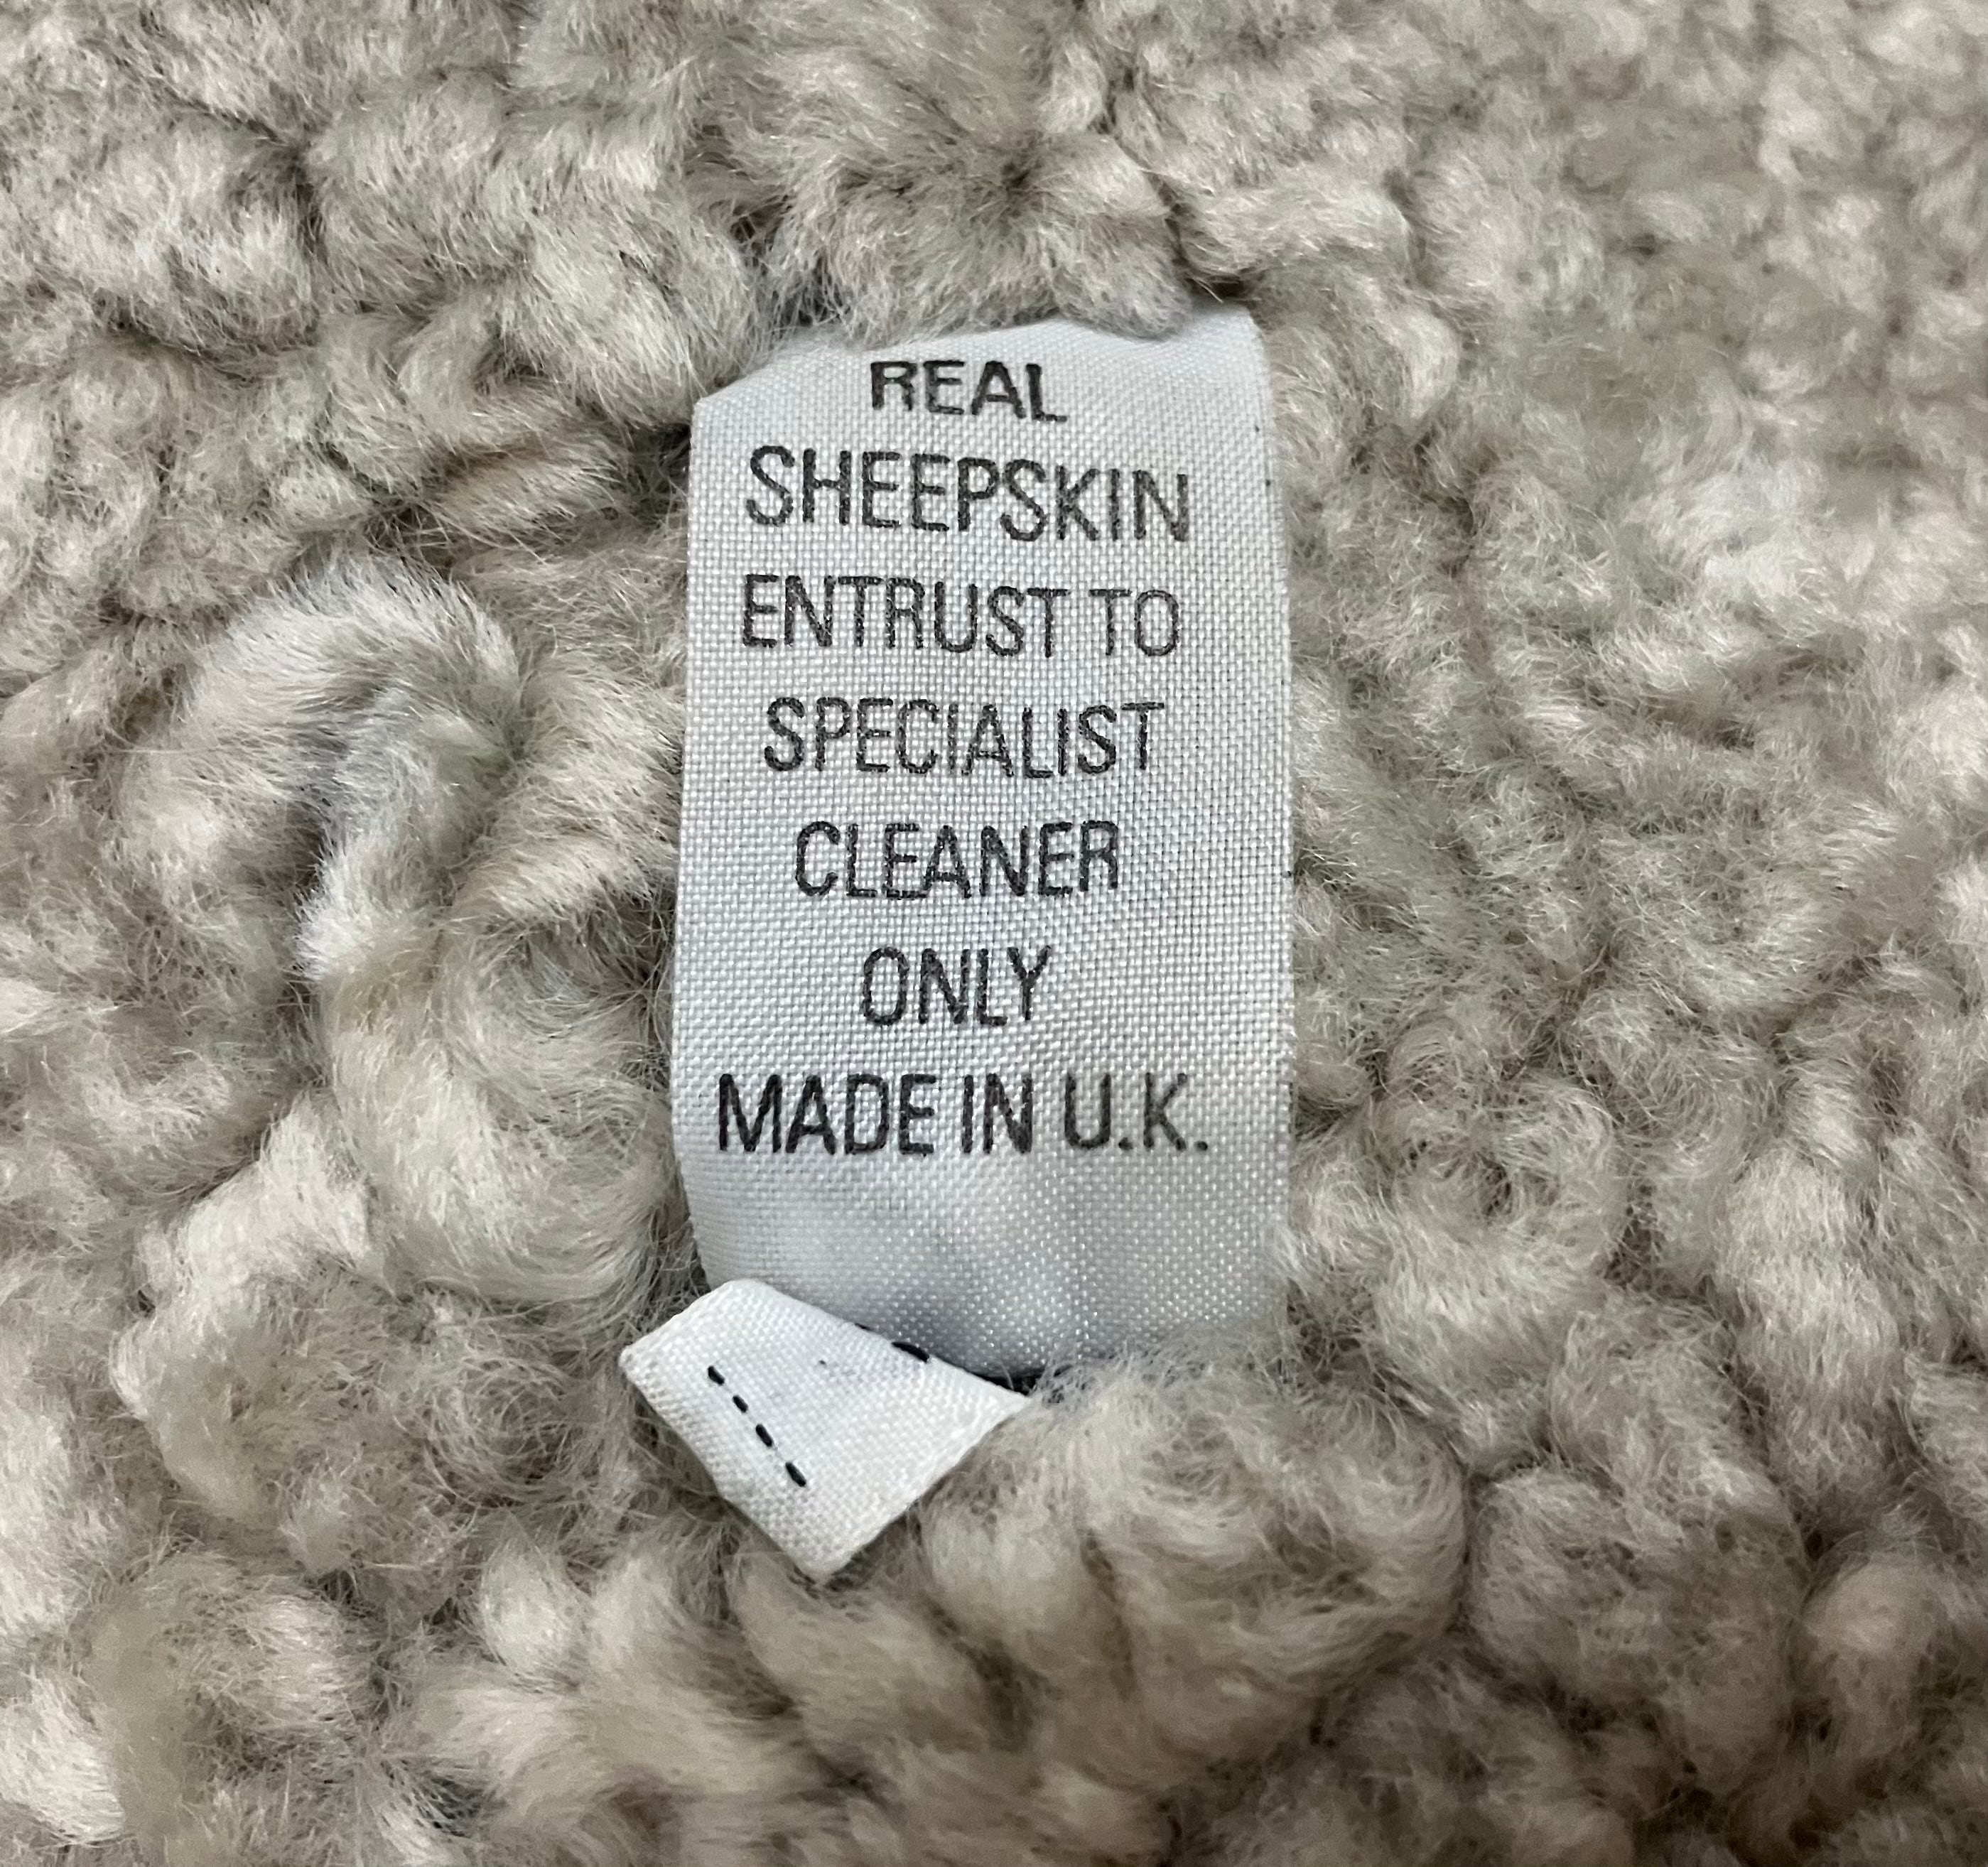 REAL
SHEEPSKIN
ENTRUST TO
SPECIALIST
CLEANER
ONLY
MADE IN U.K.